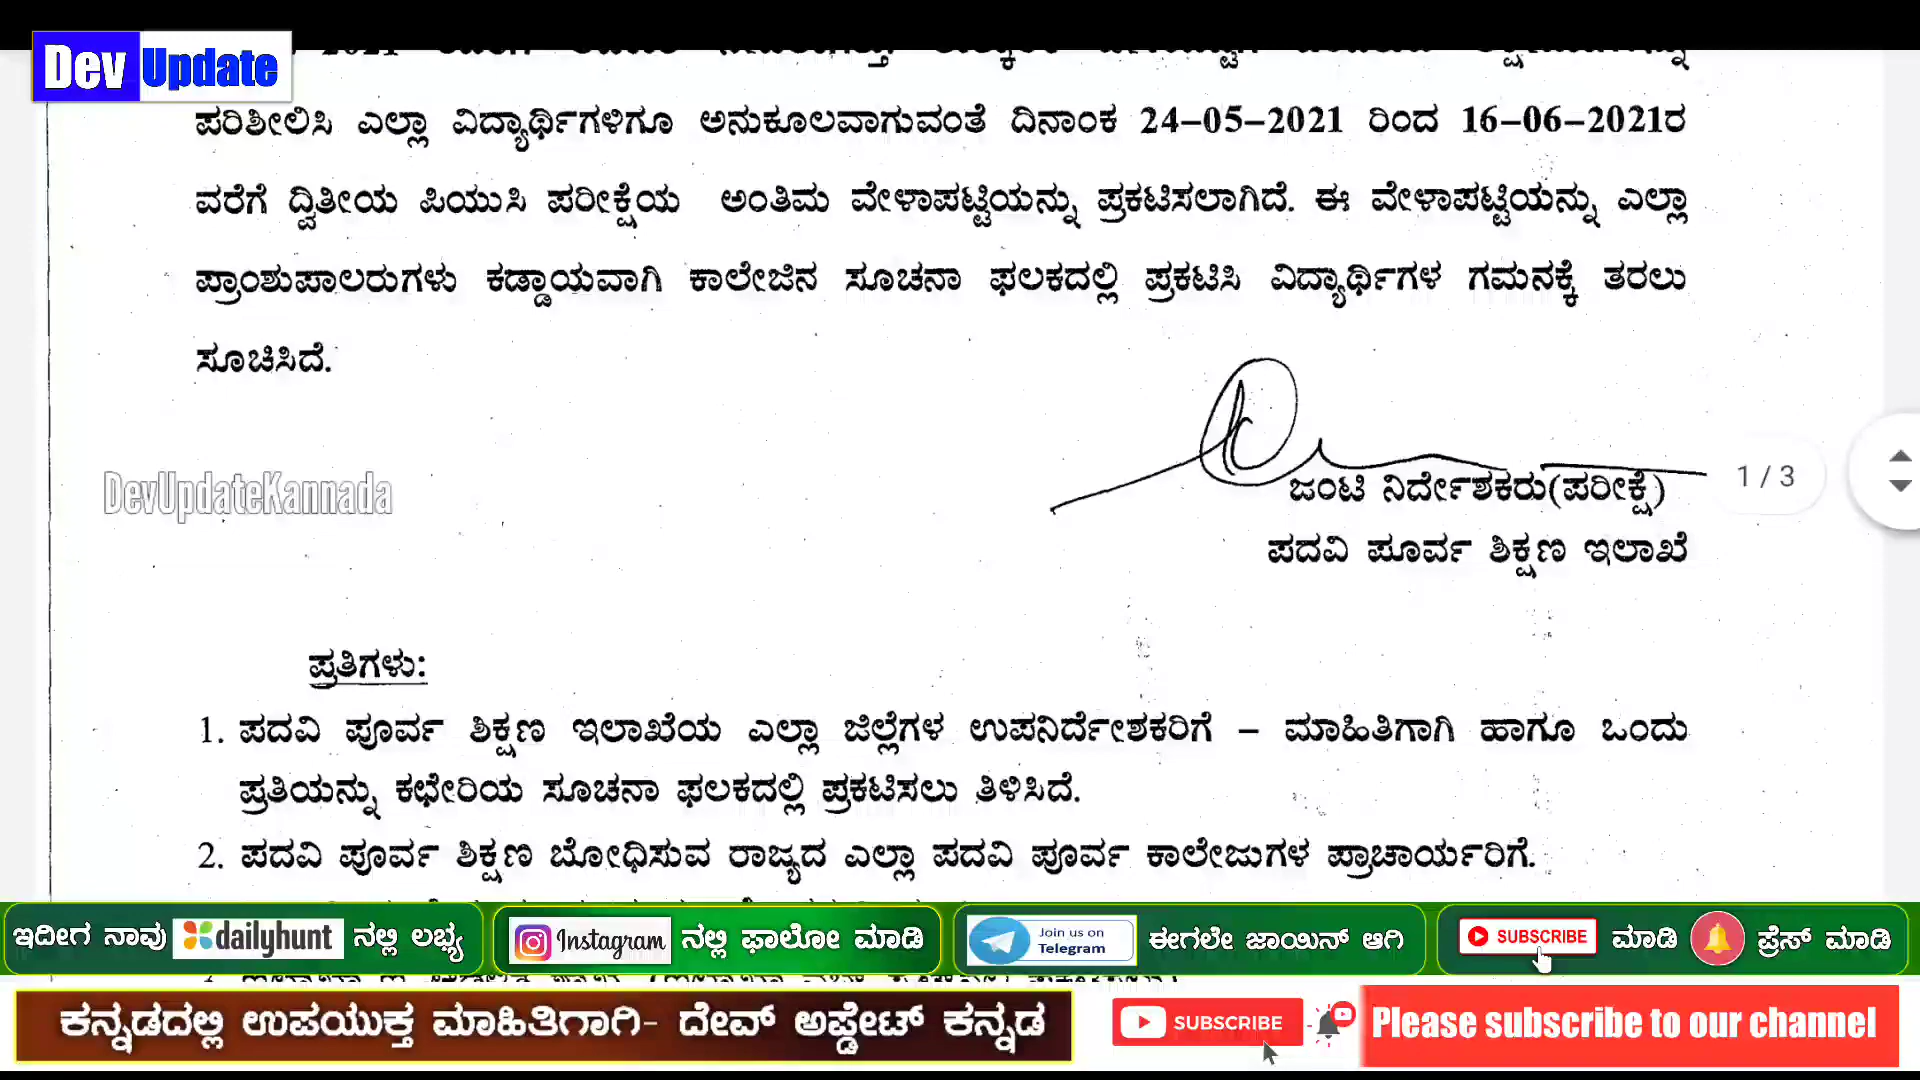 Dev Update
ಪರಿಶೀಲಿಸಿ ಎಲ್ಲಾ ವಿದ್ಯಾರ್ಥಿಗಳಿಗೂ ಅನುಕೂಲವಾಗುವಂತೆ ದಿನಾಂಕ 24-05-2021 ರಿಂದ 16-06-2021ರ
ವರೆಗೆ ದ್ವಿತೀಯ ಪಿಯುಸಿ ಪರೀಕ್ಷೆಯ ಅಂತಿಮ ವೇಳಾಪಟ್ಟಿಯನ್ನು ಪ್ರಕಟಿಸಲಾಗಿದೆ. ಈ ವೇಳಾಪಟ್ಟಿಯನ್ನು ಎಲ್ಲಾ
ಪ್ರಾಂಶುಪಾಲರುಗಳು ಕಡ್ಡಾಯವಾಗಿ ಕಾಲೇಜಿನ ಸೂಚನಾ ಫಲಕದಲ್ಲಿ ಪ್ರಕಟಿಸಿ ವಿದ್ಯಾರ್ಥಿಗಳ ಗಮನಕ್ಕೆ ತರಲು
ಸೂಚಿಸಿದೆ.
DevUpdateKannada
ಜಂಟಿ ನಿರ್ದೇಶಕರು(ಪರೀಕ್ಷೆ)
1 / 3
ಪದವಿ ಪೂರ್ವ ಶಿಕ್ಷಣ ಇಲಾಖೆ
ಪ್ರತಿಗಳು:
1. ಪದವಿ ಪೂರ್ವ ಶಿಕ್ಷಣ ಇಲಾಖೆಯ ಎಲ್ಲಾ ಜಿಲ್ಲೆಗಳ ಉಪನಿರ್ದೇಶಕರಿಗೆ – ಮಾಹಿತಿಗಾಗಿ ಹಾಗೂ ಒಂದು
ಪ್ರತಿಯನ್ನು ಕಛೇರಿಯ ಸೂಚನಾ ಫಲಕದಲ್ಲಿ ಪ್ರಕಟಿಸಲು ತಿಳಿಸಿದೆ.
2. ಪದವಿ ಪೂರ್ವ ಶಿಕ್ಷಣ ಬೋಧಿಸುವ ರಾಜ್ಯದ ಎಲ್ಲಾ ಪದವಿ ಪೂರ್ವ ಕಾಲೇಜುಗಳ ಪ್ರಾಚಾರ್ಯರಿಗೆ.
ಇದೀಗ ನಾವು dailyhunt ನಲ್ಲಿ ಲಭ್ಯ
Instagram ನಲ್ಲಿ ಫಾಲೋ ಮಾಡಿ
Join us on Telegram ಈಗಲೇ ಜಾಯಿನ್ ಆಗಿ
SUBSCRIBE ಮಾಡಿ ಪ್ರೆಸ್ ಮಾಡಿ
ಕನ್ನಡದಲ್ಲಿ ಉಪಯುಕ್ತ ಮಾಹಿತಿಗಾಗಿ- ದೇವ್ ಅಪ್ಡೇಟ್ ಕನ್ನಡ
SUBSCRIBE
Please subscribe to our channel